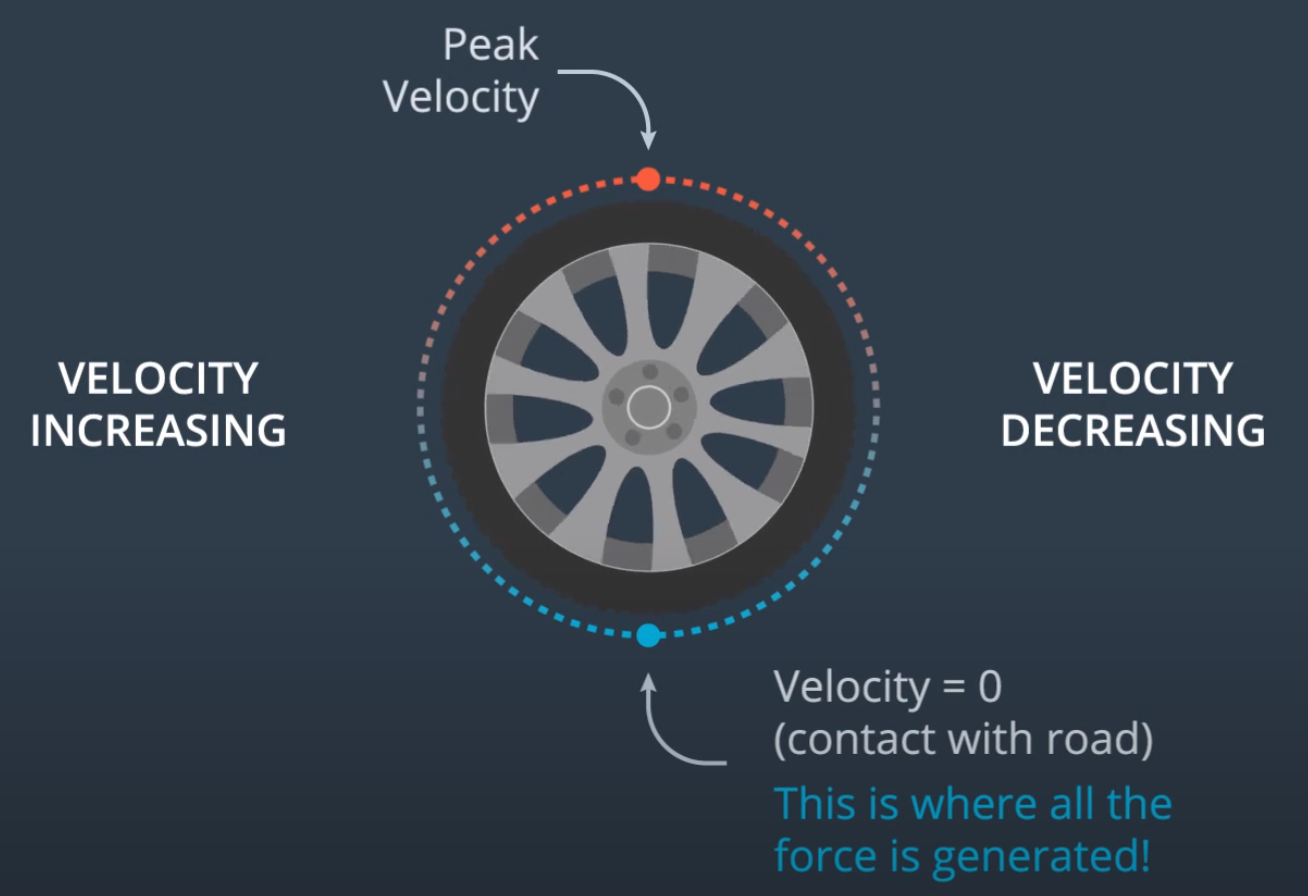 Peak
Velocity
VELOCITY
INCREASING
VELOCITY
DECREASING
Velocity = 0
(contact with road)
This is where all the
force is generated!